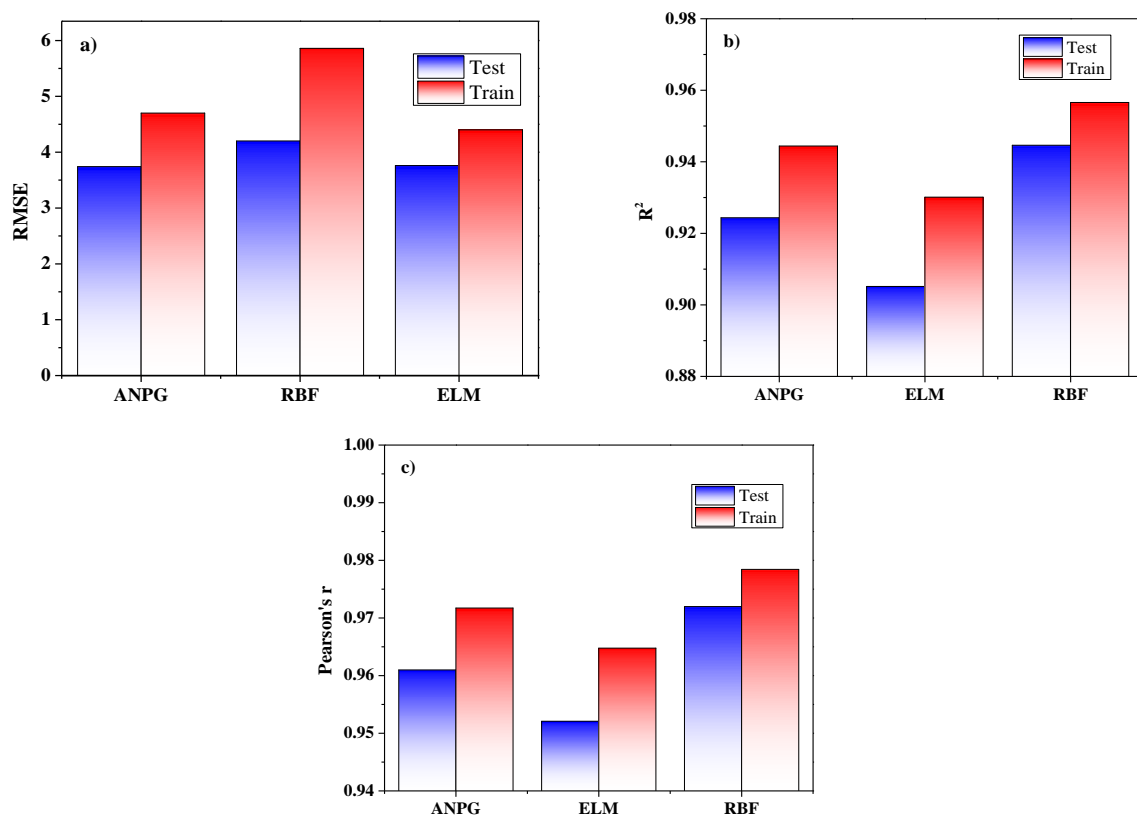 a)
Test
Train
RMSE
6
5
4
3
2
1
0
ANPG RBF ELM
b)
Test
Train
R²
0.98
0.96
0.94
0.92
0.90
0.88
ANPG ELM RBF
c)
Test
Train
Pearson's r
1.00
0.99
0.98
0.97
0.96
0.95
0.94
ANPG ELM RBF